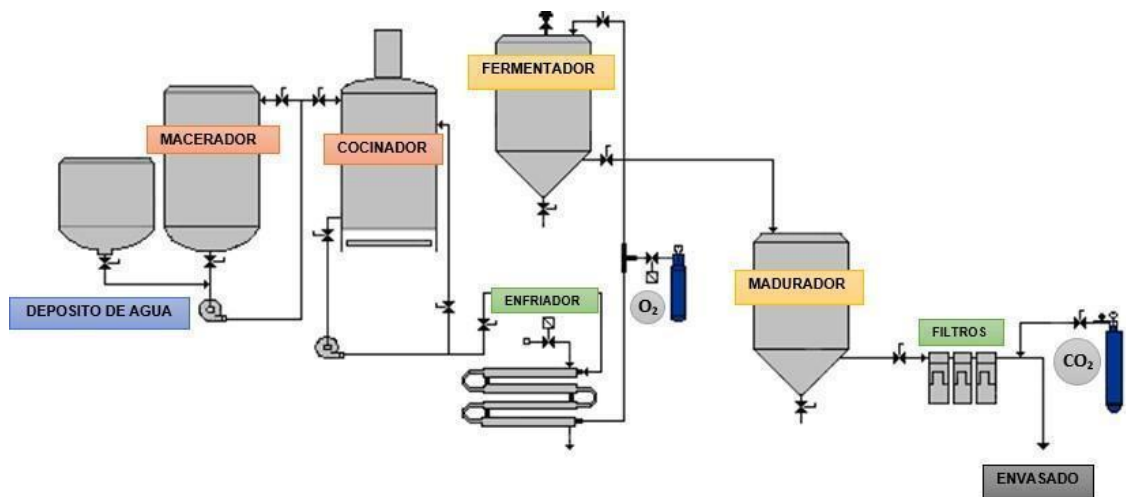 FERMENTADOR
MACERADOR
COCINADOR
DEPOSITO DE AGUA
ENFRIADOR
O₂
MADURADOR
FILTROS
CO₂
ENVASADO